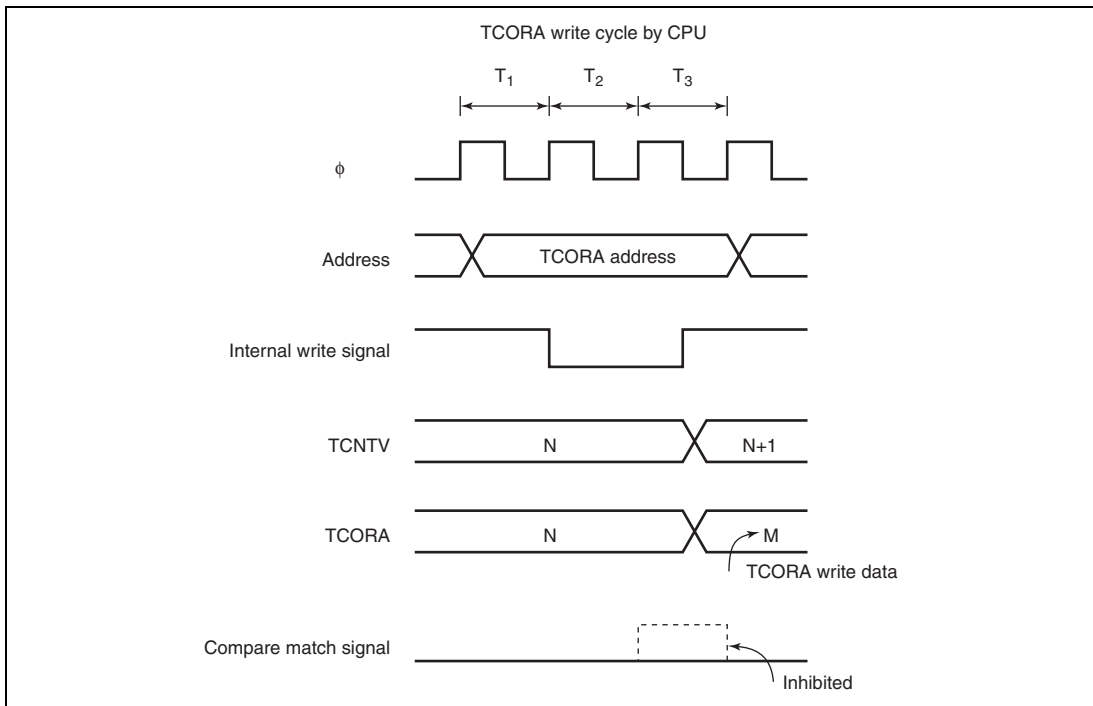 TCORA write cycle by CPU
T1 T2 T3
ϕ
Address TCORA address
Internal write signal
TCNTV N N+1
TCORA N M
TCORA write data
Compare match signal
Inhibited